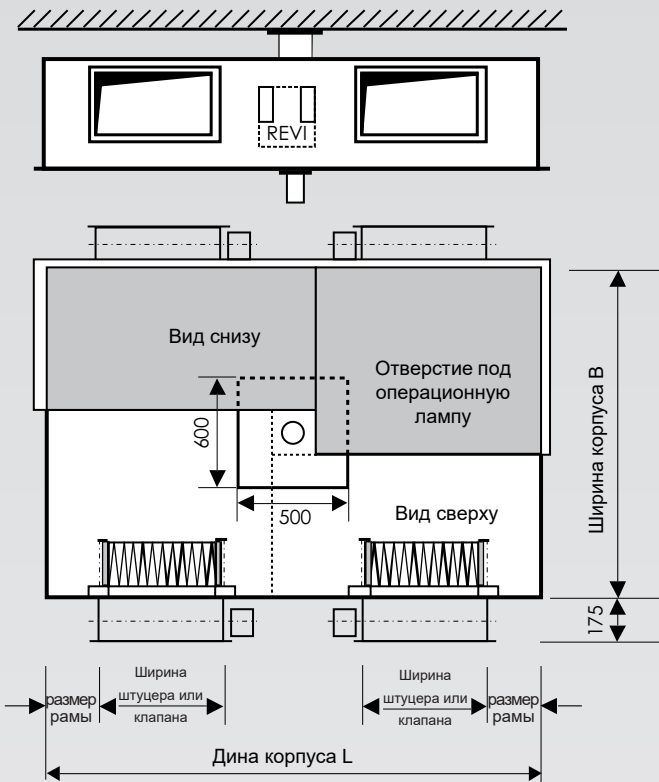 REVI
Вид снизу
Отверстие под
операционную
лампу
600
500
Вид сверху
Ширина корпуса B
175
размер
рамы
Ширина
штуцера или
клапана
Ширина
штуцера или
клапана
размер
рамы
Дина корпуса L